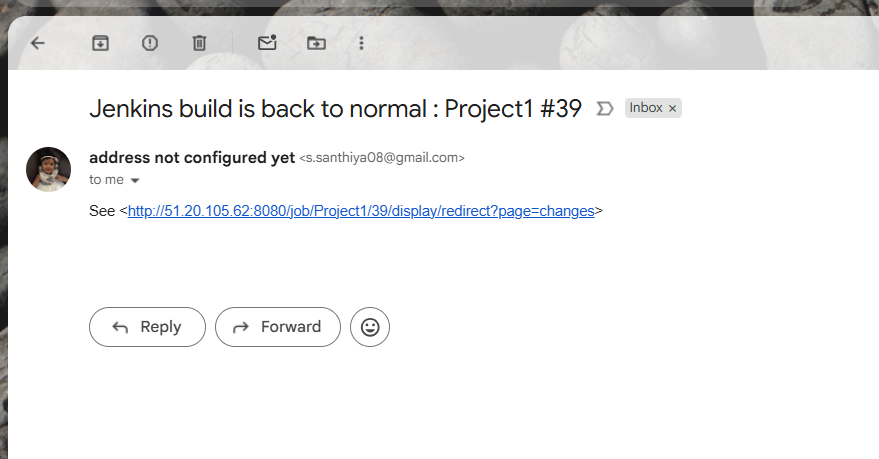 Jenkins build is back to normal : Project1 #39 Inbox ×
address not configured yet <s.santhiya08@gmail.com>
to me
See <http://51.20.105.62:8080/job/Project1/39/display/redirect?page=changes>
Reply Forward